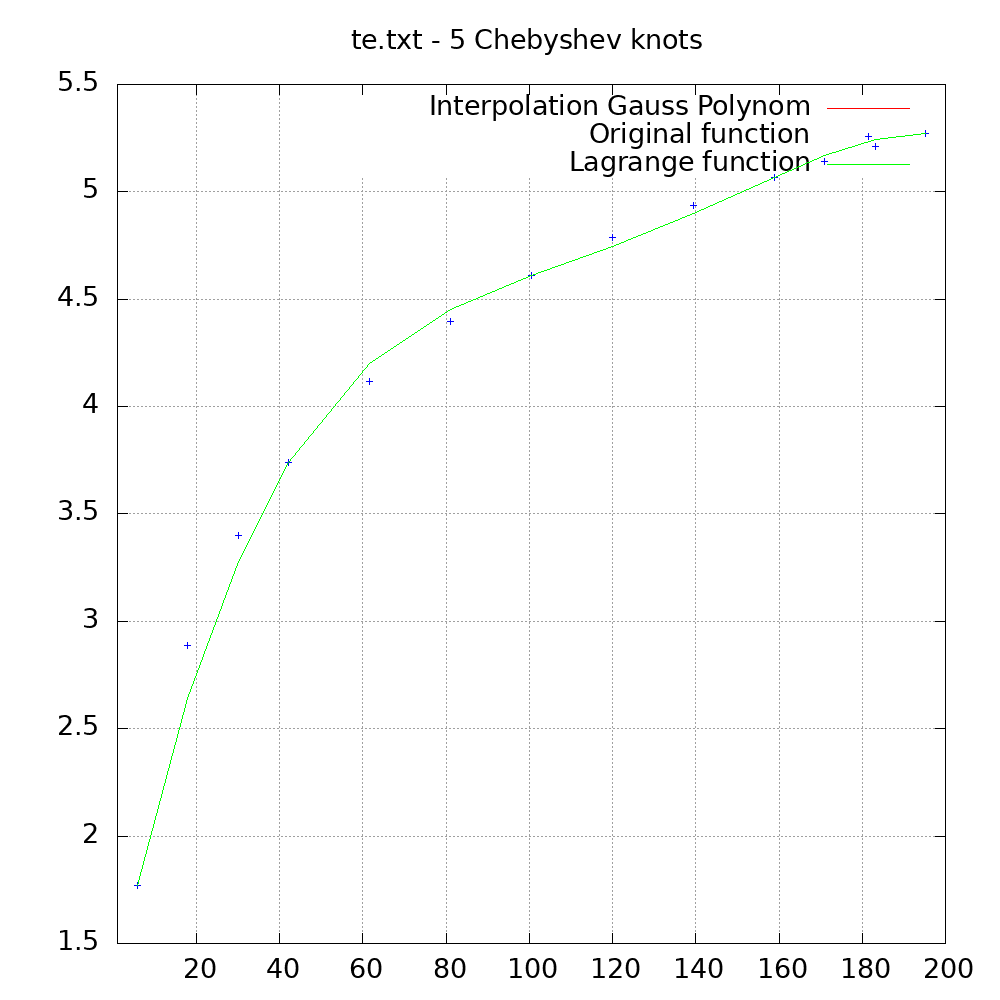 te.txt - 5 Chebyshev knots
5.5
Interpolation Gauss Polynom
Original function
Lagrange function
5
4.5
4
3.5
3
2.5
2
1.5
20 40 60 80 100 120 140 160 180 200